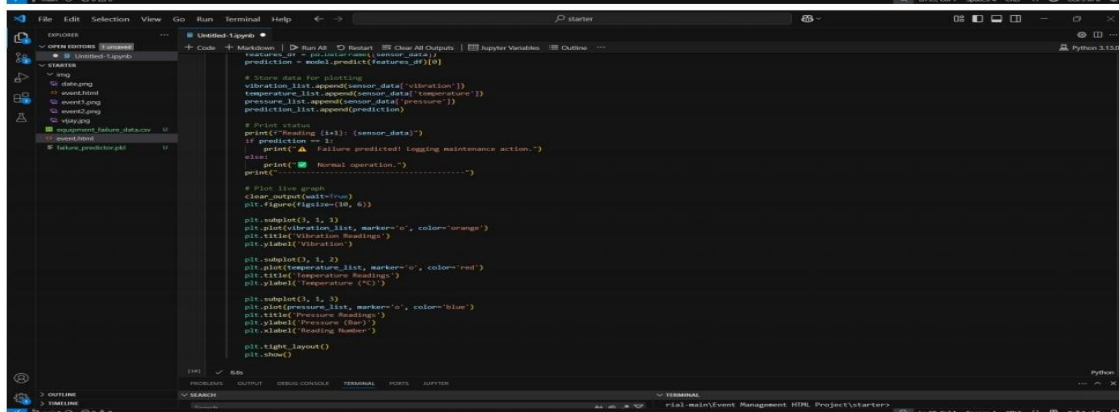 File Edit Selection View Go Run Terminal Help
starter
EXPLORER
Untitled-1.ipynb
OPEN EDITORS 1 unsaved
Code Markdown Run All Restart Clear All Outputs Jupyter Variables Outline
Python 3.13.0
Untitled-1.ipynb
STARTER
img
date.png
event.html
event1.png
event2.png
vijay.jpg
equipment_failure_data.csv U
event.html
failure_predictor.pkl U
features_df = pd.DataFrame([sensor_data])
prediction = model.predict(features_df)[0]
# Store data for plotting
vibration_list.append(sensor_data['vibration'])
temperature_list.append(sensor_data['temperature'])
pressure_list.append(sensor_data['pressure'])
prediction_list.append(prediction)
# Print status
print(f"Reading {i+1}: {sensor_data}")
if prediction == 1:
print("⚠ Failure predicted! Logging maintenance action.")
else:
print("✅ Normal operation.")
print("----------------------------------------")
# Plot live graph
clear_output(wait=True)
plt.figure(figsize=(10, 6))
plt.subplot(3, 1, 1)
plt.plot(vibration_list, marker='o', color='orange')
plt.title('Vibration Readings')
plt.ylabel('Vibration')
plt.subplot(3, 1, 2)
plt.plot(temperature_list, marker='o', color='red')
plt.title('Temperature Readings')
plt.ylabel('Temperature (°C)')
plt.subplot(3, 1, 3)
plt.plot(pressure_list, marker='o', color='blue')
plt.title('Pressure Readings')
plt.ylabel('Pressure (Bar)')
plt.xlabel('Reading Number')
plt.tight_layout()
plt.show()
Python
PROBLEMS OUTPUT DEBUG CONSOLE TERMINAL PORTS JUPYTER
OUTLINE
SEARCH
TERMINAL
TIMELINE
rial-main\Event Management HTML Project\starter>